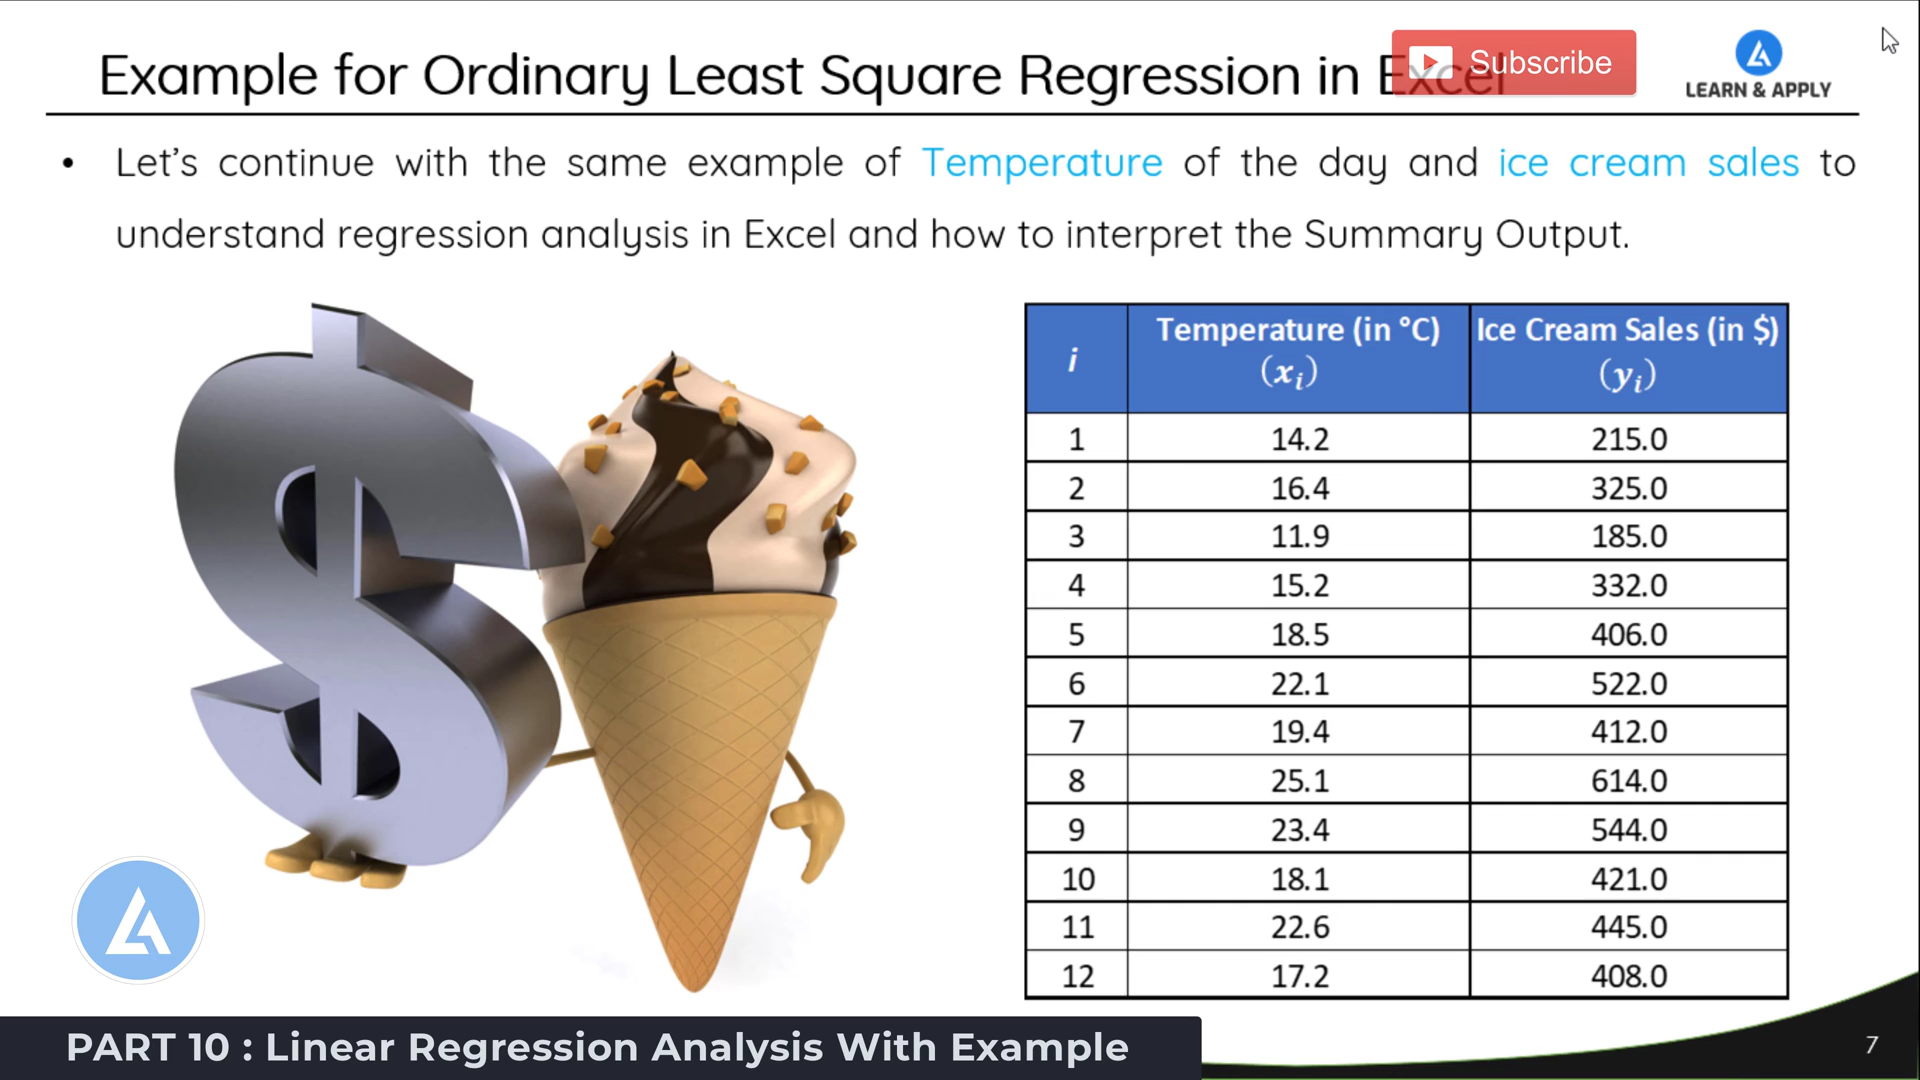 Example for Ordinary Least Square Regression in Excel
Subscribe
LEARN & APPLY
• Let's continue with the same example of Temperature of the day and ice cream sales to
understand regression analysis in Excel and how to interpret the Summary Output.
i Temperature (in °C) (xᵢ) Ice Cream Sales (in $) (yᵢ)
1 14.2 215.0
2 16.4 325.0
3 11.9 185.0
4 15.2 332.0
5 18.5 406.0
6 22.1 522.0
7 19.4 412.0
8 25.1 614.0
9 23.4 544.0
10 18.1 421.0
11 22.6 445.0
12 17.2 408.0
PART 10 : Linear Regression Analysis With Example
7